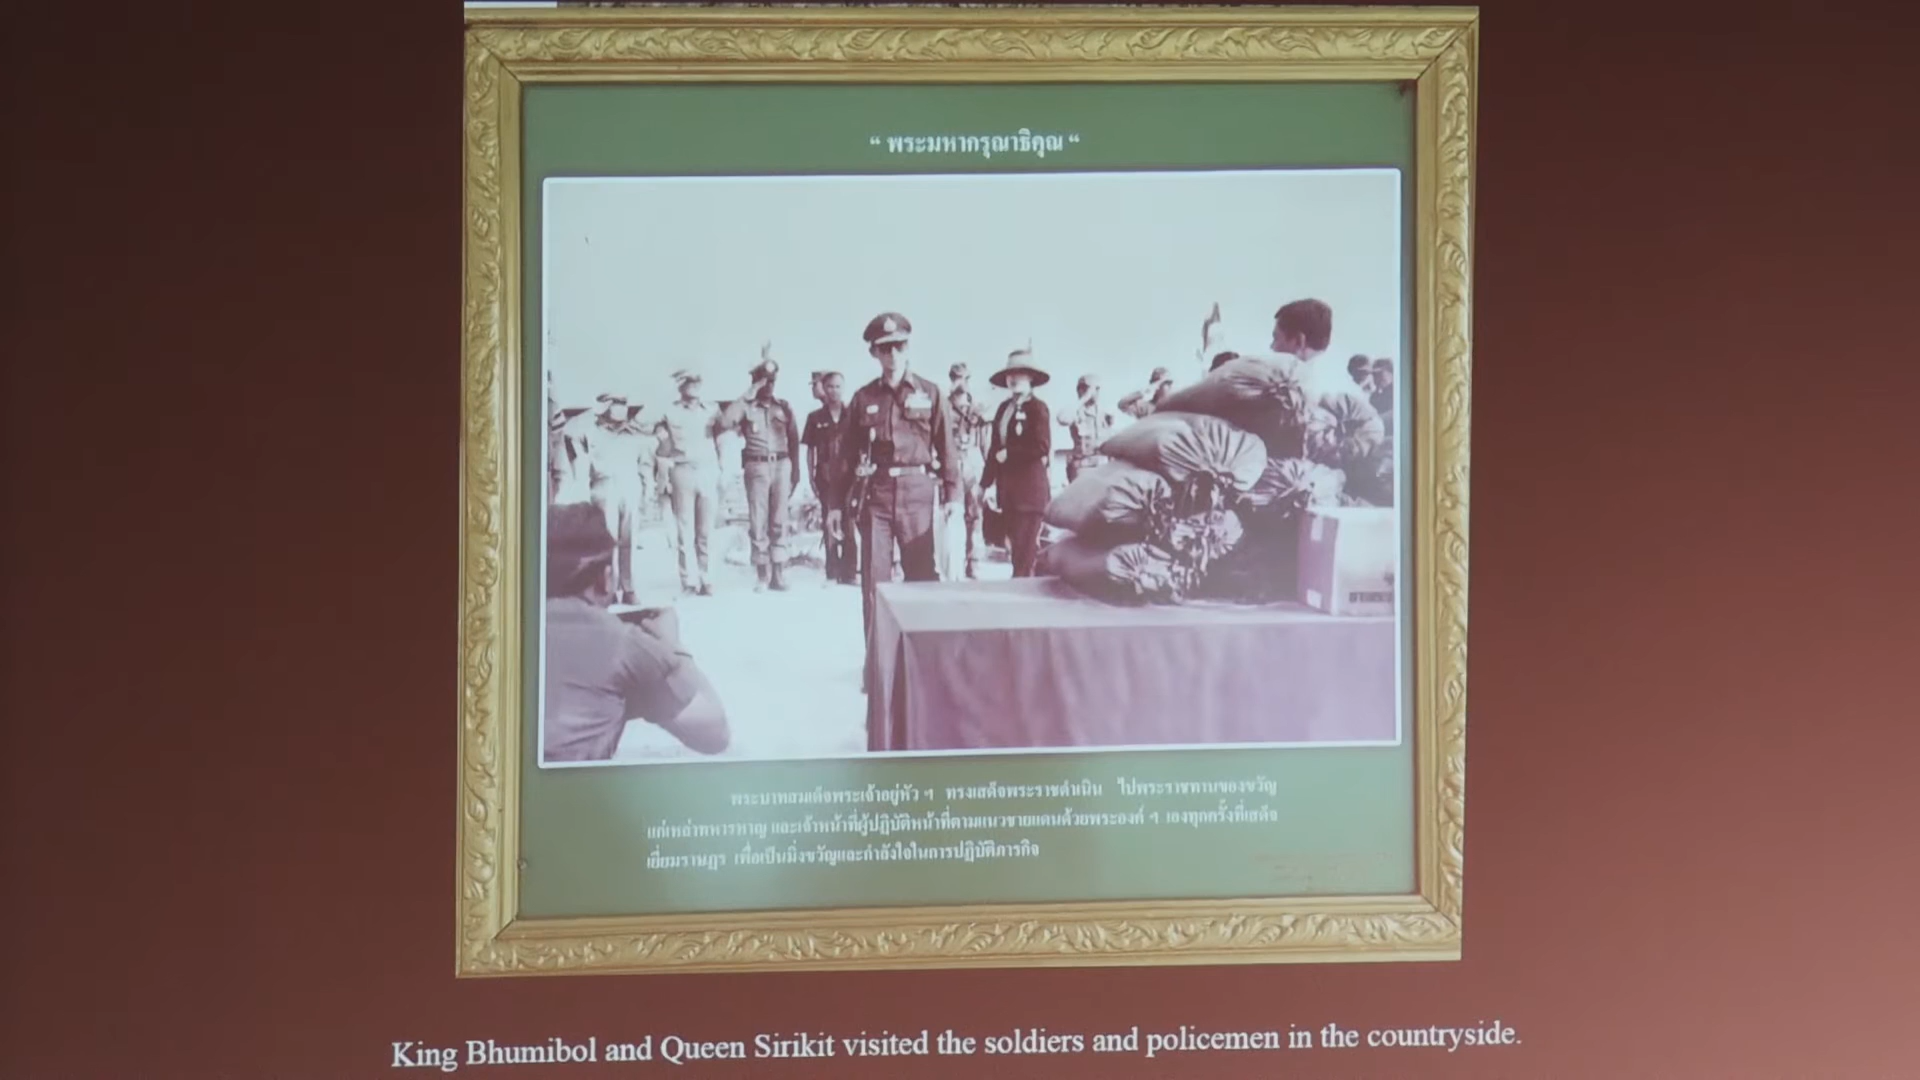 “ พระมหากรุณาธิคุณ “
พระบาทสมเด็จพระเจ้าอยู่หัว ฯ ทรงเสด็จพระราชดำเนิน ไปพระราชทานของขวัญ
แก่เหล่าทหารหาญ และเจ้าหน้าที่ผู้ปฏิบัติหน้าที่ตามแนวชายแดนด้วยพระองค์ ฯ เองทุกครั้งที่เสด็จ
เยี่ยมราษฎร เพื่อเป็นมิ่งขวัญและกำลังใจในการปฏิบัติภารกิจ
King Bhumibol and Queen Sirikit visited the soldiers and policemen in the countryside.